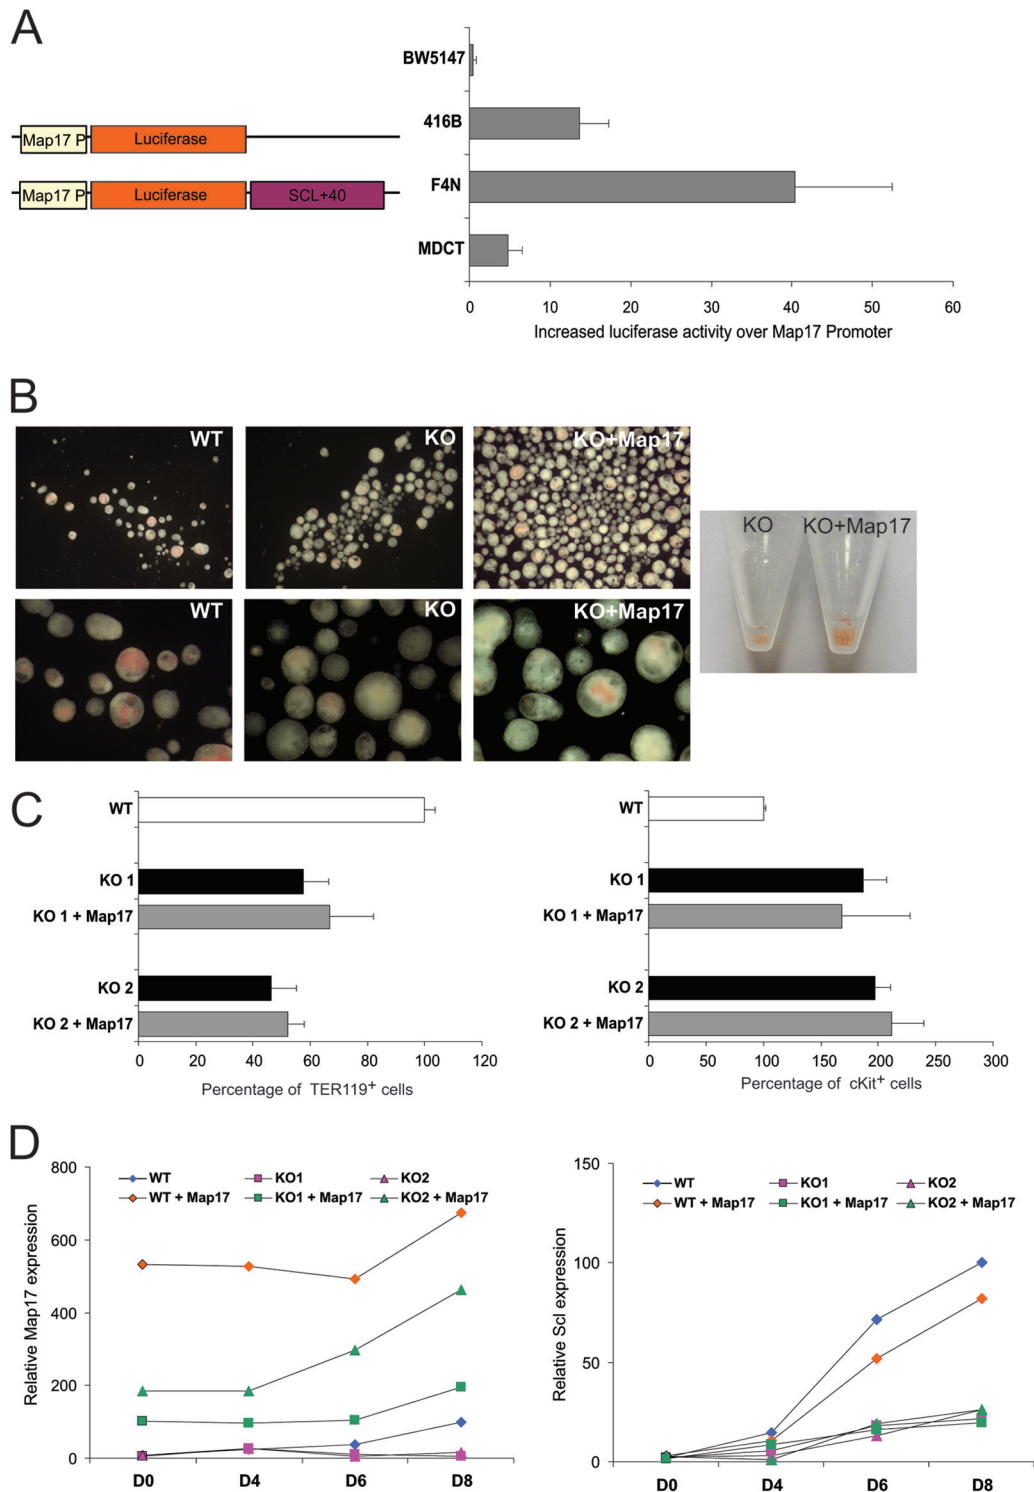 A
BW5147
416B
F4N
MDCT
Map17 P Luciferase
Map17 P Luciferase SCL+40
0 10 20 30 40 50 60
Increased luciferase activity over Map17 Promoter
B
WT KO KO+Map17
WT KO KO+Map17
KO KO+Map17
C
WT
KO 1
KO 1 + Map17
KO 2
KO 2 + Map17
0 20 40 60 80 100 120
Percentage of TER119+ cells
WT
KO 1
KO 1 + Map17
KO 2
KO 2 + Map17
0 50 100 150 200 250 300
Percentage of cKit+ cells
D
Relative Map17 expression
800
600
400
200
0
WT KO1 KO2
WT + Map17 KO1 + Map17 KO2 + Map17
D0 D4 D6 D8
Relative Scl expression
150
100
50
0
WT KO1 KO2
WT + Map17 KO1 + Map17 KO2 + Map17
D0 D4 D6 D8